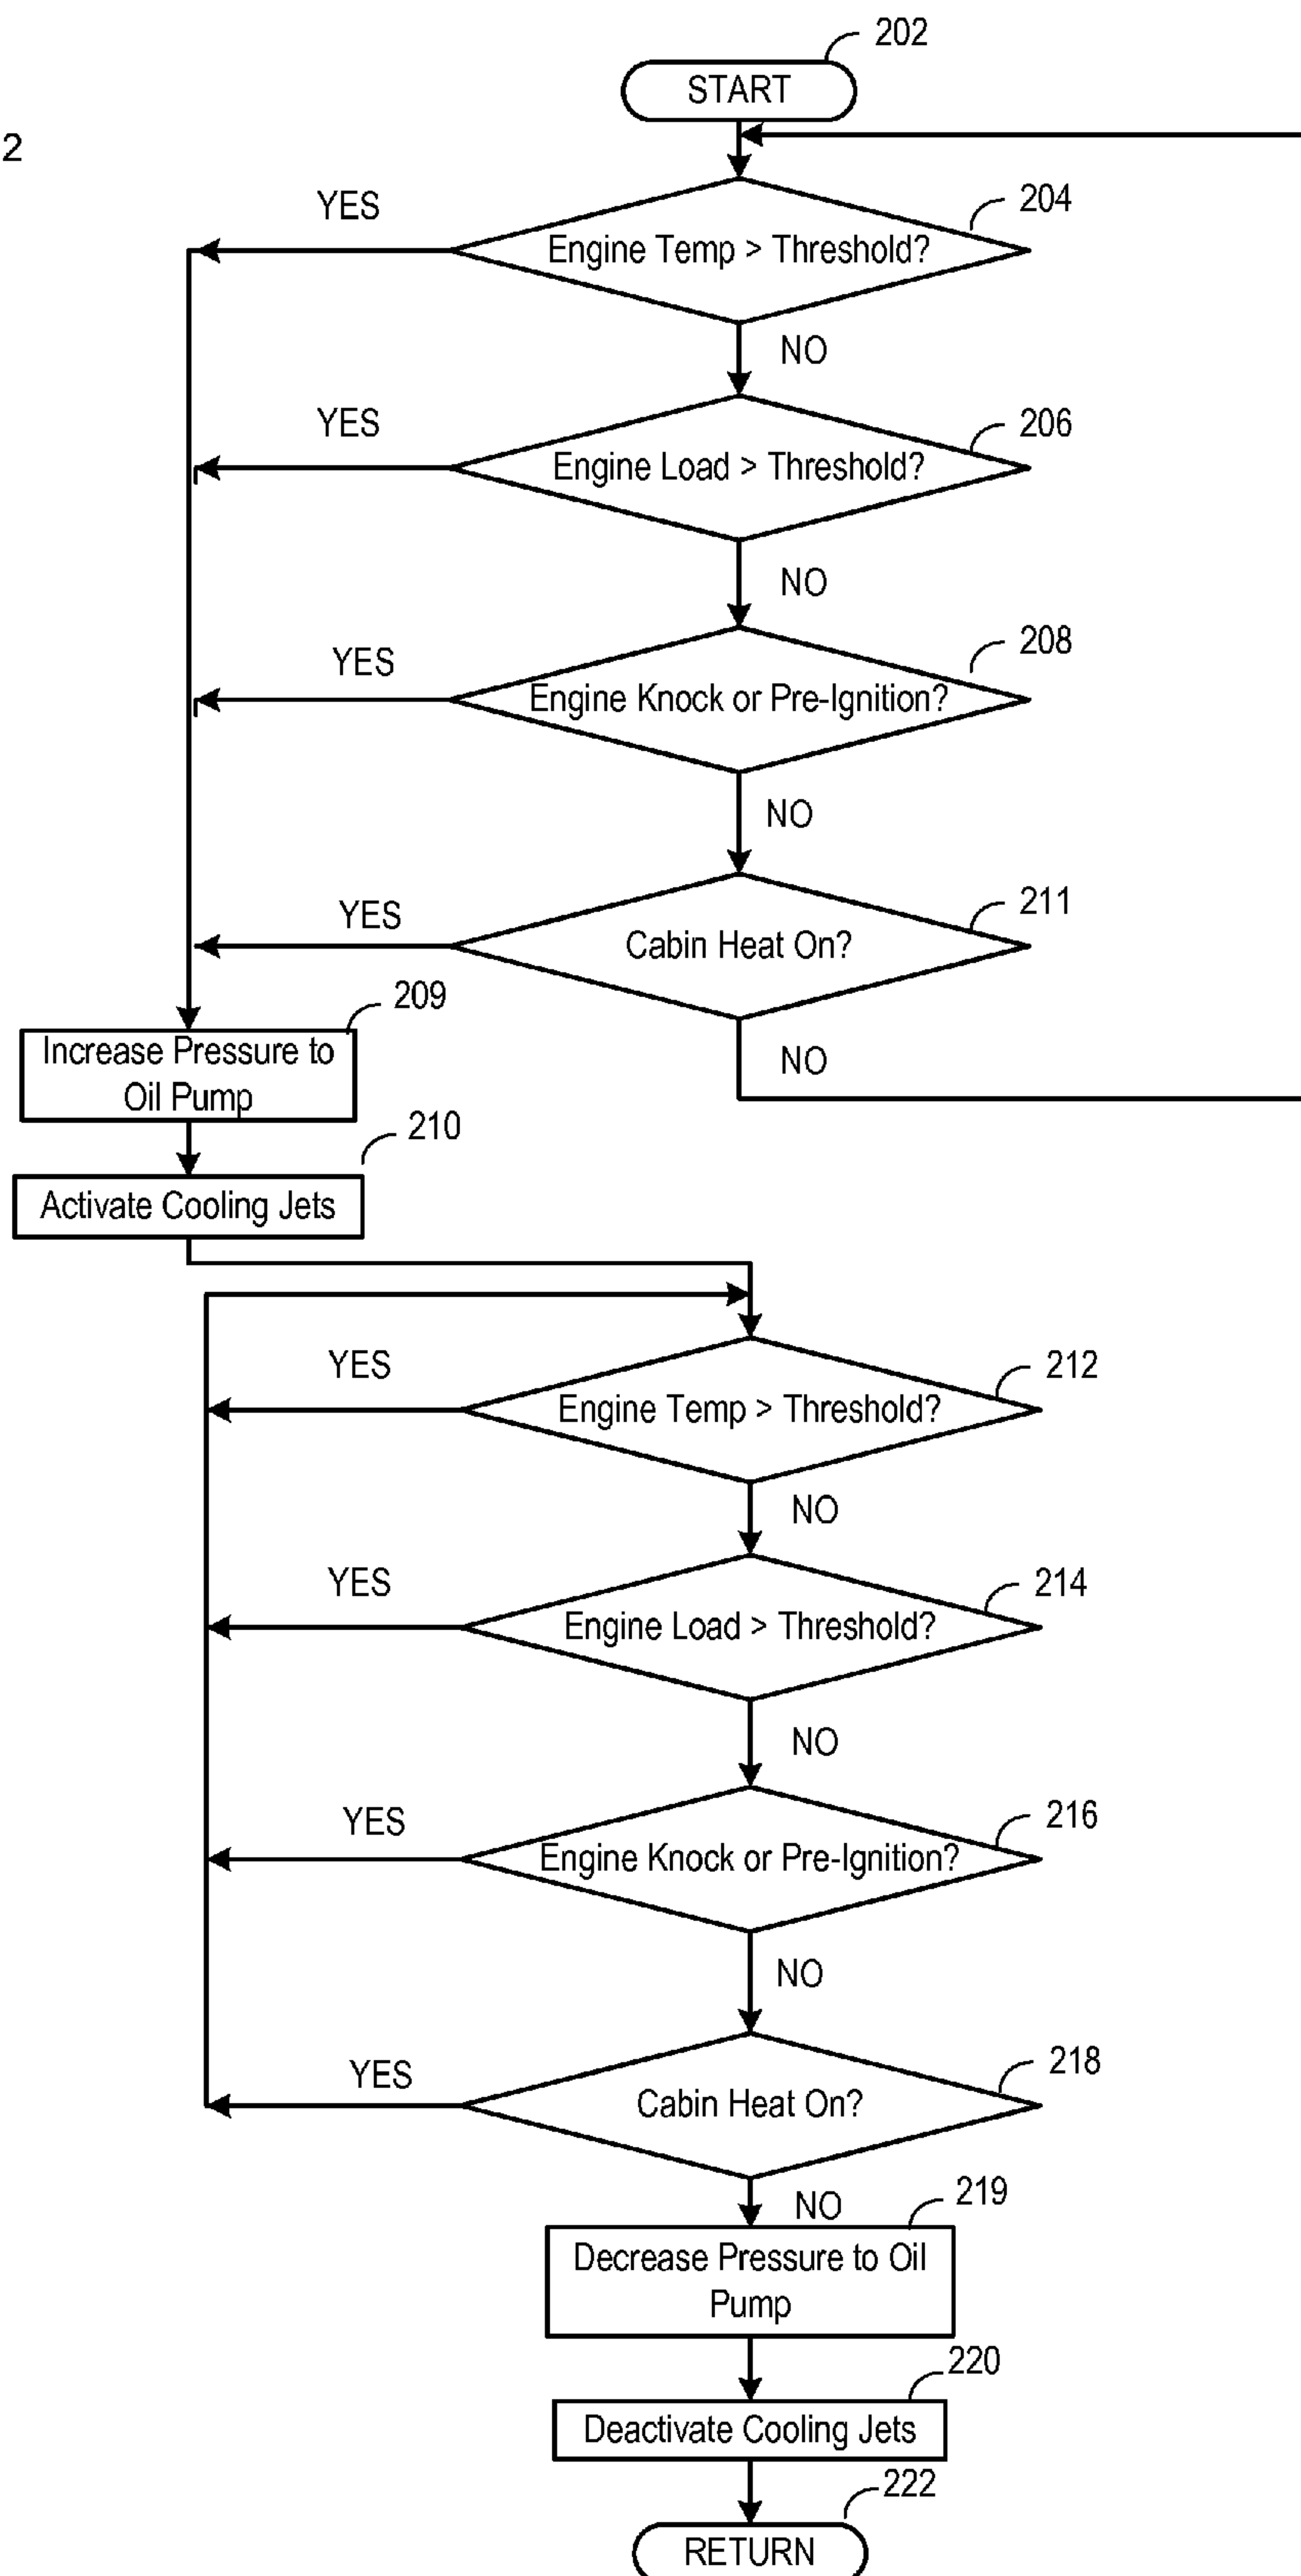 202
START
2
204
YES
Engine Temp > Threshold?
NO
206
YES
Engine Load > Threshold?
NO
208
YES
Engine Knock or Pre-Ignition?
NO
211
YES
Cabin Heat On?
209
Increase Pressure to
Oil Pump
NO
210
Activate Cooling Jets
212
YES
Engine Temp > Threshold?
NO
214
YES
Engine Load > Threshold?
NO
216
YES
Engine Knock or Pre-Ignition?
NO
218
YES
Cabin Heat On?
NO
219
Decrease Pressure to Oil
Pump
220
Deactivate Cooling Jets
222
RETURN